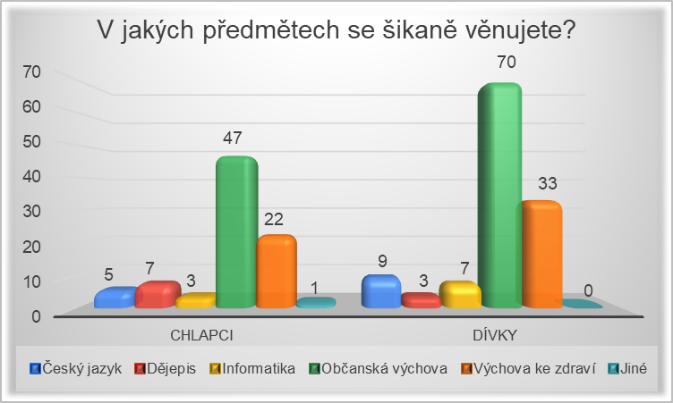 V jakých předmětech se šikaně věnujete?
70
60
50
40
30
20
10
0
5 7 3 47 22 1
9 3 7 70 33 0
CHLAPCI DÍVKY
Český jazyk Dějepis Informatika Občanská výchova Výchova ke zdraví Jiné